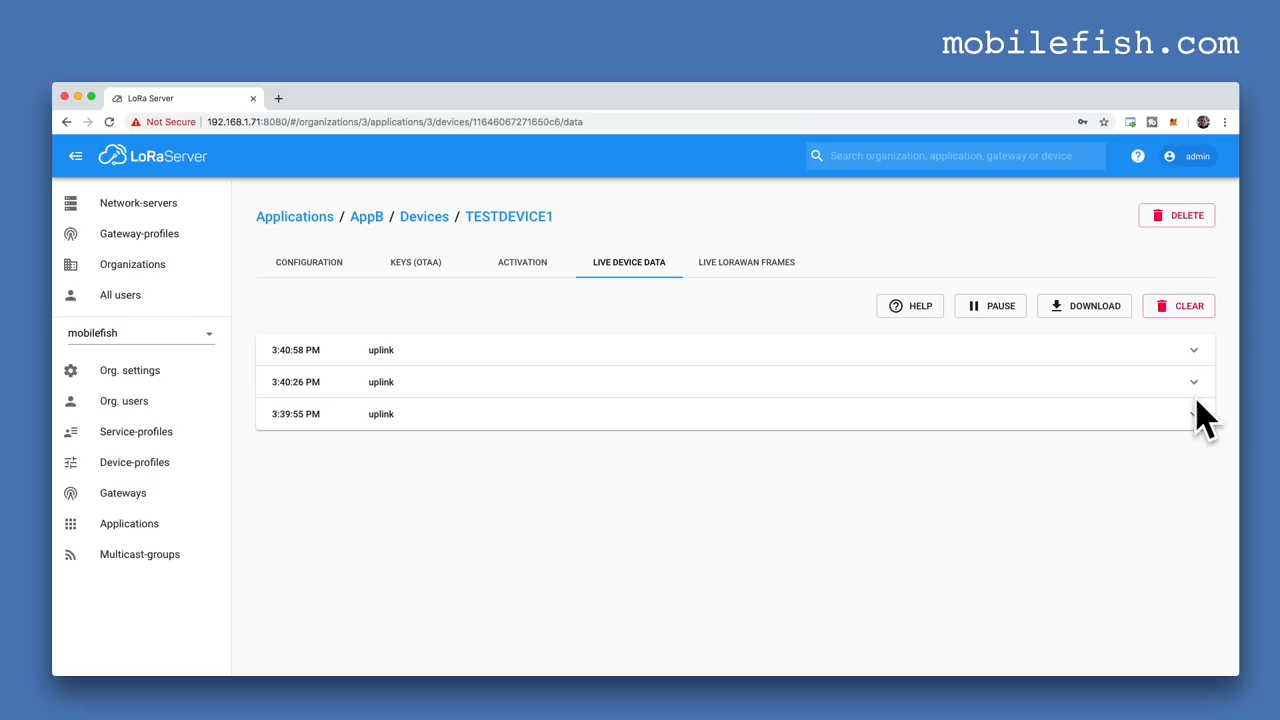 mobilefish.com
LoRa Server
Not Secure 192.168.1.71:8080/#/organizations/3/applications/3/devices/11646067271650c6/data
LoRaServer
Search organization, application, gateway or device
admin
Network-servers
Gateway-profiles
Organizations
All users
mobilefish
Org. settings
Org. users
Service-profiles
Device-profiles
Gateways
Applications
Multicast-groups
Applications / AppB / Devices / TESTDEVICE1
DELETE
CONFIGURATION KEYS (OTAA) ACTIVATION LIVE DEVICE DATA LIVE LORAWAN FRAMES
HELP PAUSE DOWNLOAD CLEAR
3:40:58 PM uplink
3:40:26 PM uplink
3:39:55 PM uplink